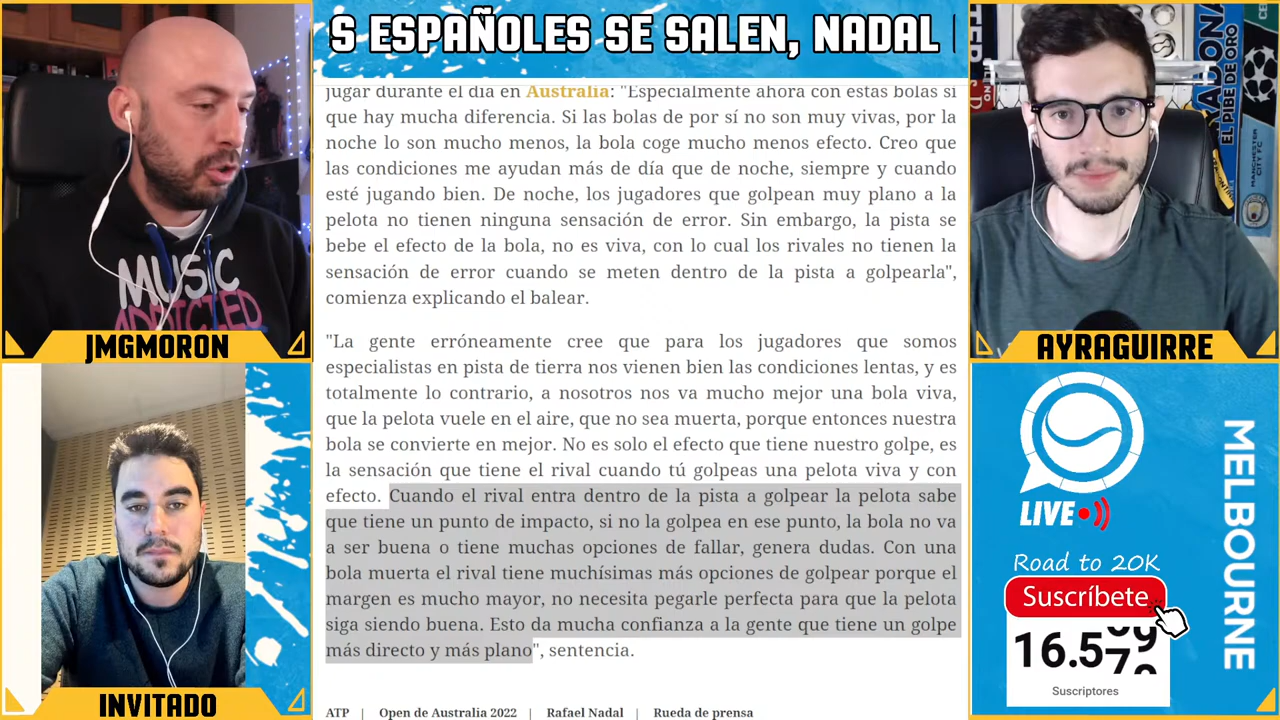 S ESPAÑOLES SE SALEN, NADAL
jugar durante el día en Australia: "Especialmente ahora con estas bolas sí
que hay mucha diferencia. Si las bolas de por sí no son muy vivas, por la
noche lo son mucho menos, la bola coge mucho menos efecto. Creo que
las condiciones me ayudan más de día que de noche, siempre y cuando
esté jugando bien. De noche, los jugadores que golpean muy plano a la
pelota no tienen ninguna sensación de error. Sin embargo, la pista se
bebe el efecto de la bola, no es viva, con lo cual los rivales no tienen la
sensación de error cuando se meten dentro de la pista a golpearla",
comienza explicando el balear.
"La gente erróneamente cree que para los jugadores que somos
especialistas en pista de tierra nos vienen bien las condiciones lentas, y es
totalmente lo contrario, a nosotros nos va mucho mejor una bola viva,
que la pelota vuele en el aire, que no sea muerta, porque entonces nuestra
bola se convierte en mejor. No es solo el efecto que tiene nuestro golpe, es
la sensación que tiene el rival cuando tú golpeas una pelota viva y con
efecto. Cuando el rival entra dentro de la pista a golpear la pelota sabe
que tiene un punto de impacto, si no la golpea en ese punto, la bola no va
a ser buena o tiene muchas opciones de fallar, genera dudas. Con una
bola muerta el rival tiene muchísimas más opciones de golpear porque el
margen es mucho mayor, no necesita pegarle perfecta para que la pelota
siga siendo buena. Esto da mucha confianza a la gente que tiene un golpe
más directo y más plano", sentencia.
ATP | Open de Australia 2022 | Rafael Nadal | Rueda de prensa
MUSIC
ADDICTED
JMGMORON
INVITADO
EL PIBE DE ORO
MANCHESTER
CITY FC
AYRAGUIRRE
LIVE
Road to 20K
Suscríbete
16.5
Suscriptores
MELBOURNE